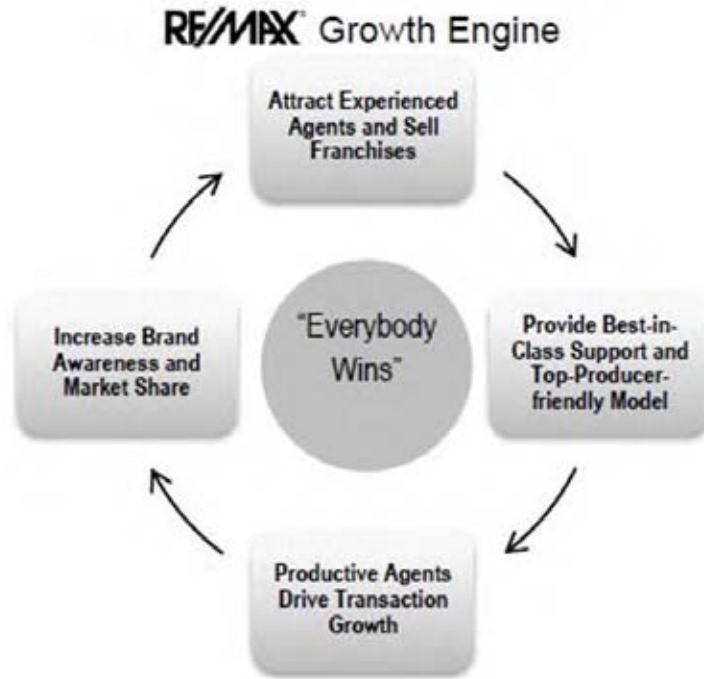 RE/MAX Growth Engine
Attract Experienced
Agents and Sell
Franchises
Provide Best-in-
Class Support and
Top-Producer-
friendly Model
Productive Agents
Drive Transaction
Growth
Increase Brand
Awareness and
Market Share
"Everybody
Wins"